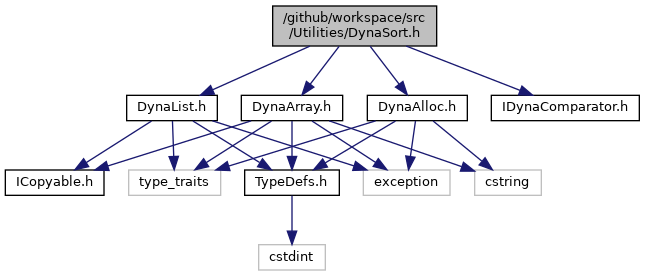 /github/workspace/src
/Utilities/DynaSort.h
DynaList.h
DynaArray.h
DynaAlloc.h
IDynaComparator.h
ICopyable.h
type_traits
TypeDefs.h
exception
cstring
cstdint